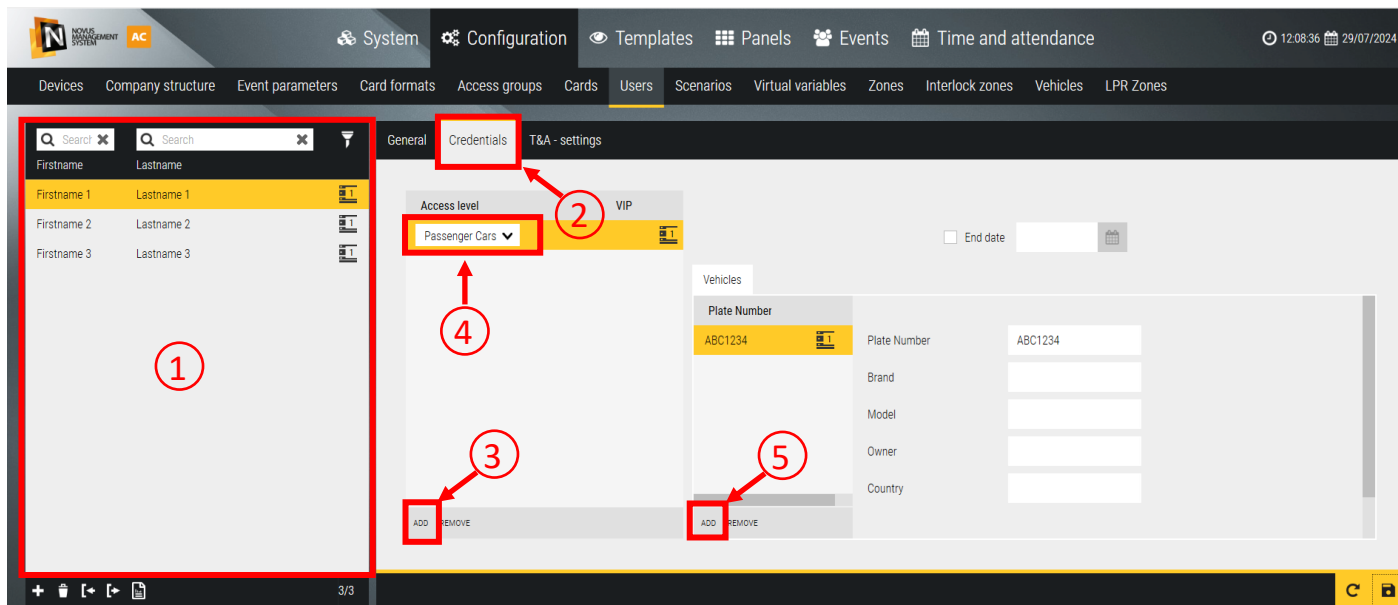 NOVUS
MANAGEMENT
SYSTEM
AC
System Configuration Templates Panels Events Time and attendance
12:08:36 29/07/2024
Devices Company structure Event parameters Card formats Access groups Cards Users Scenarios Virtual variables Zones Interlock zones Vehicles LPR Zones
Search Search
Firstname Lastname
Firstname 1 Lastname 1 1
Firstname 2 Lastname 2 1
Firstname 3 Lastname 3 1
1
3/3
General Credentials T&A - settings
2
Access level VIP
Passenger Cars 1
4
3
ADD REMOVE
End date
Vehicles
Plate Number
ABC1234 1
5
ADD REMOVE
Plate Number ABC1234
Brand
Model
Owner
Country